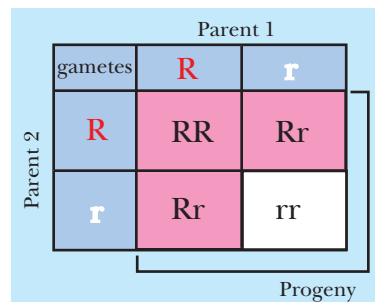 Parent 1
gametes R r
Parent 2
R RR Rr
r Rr rr
Progeny